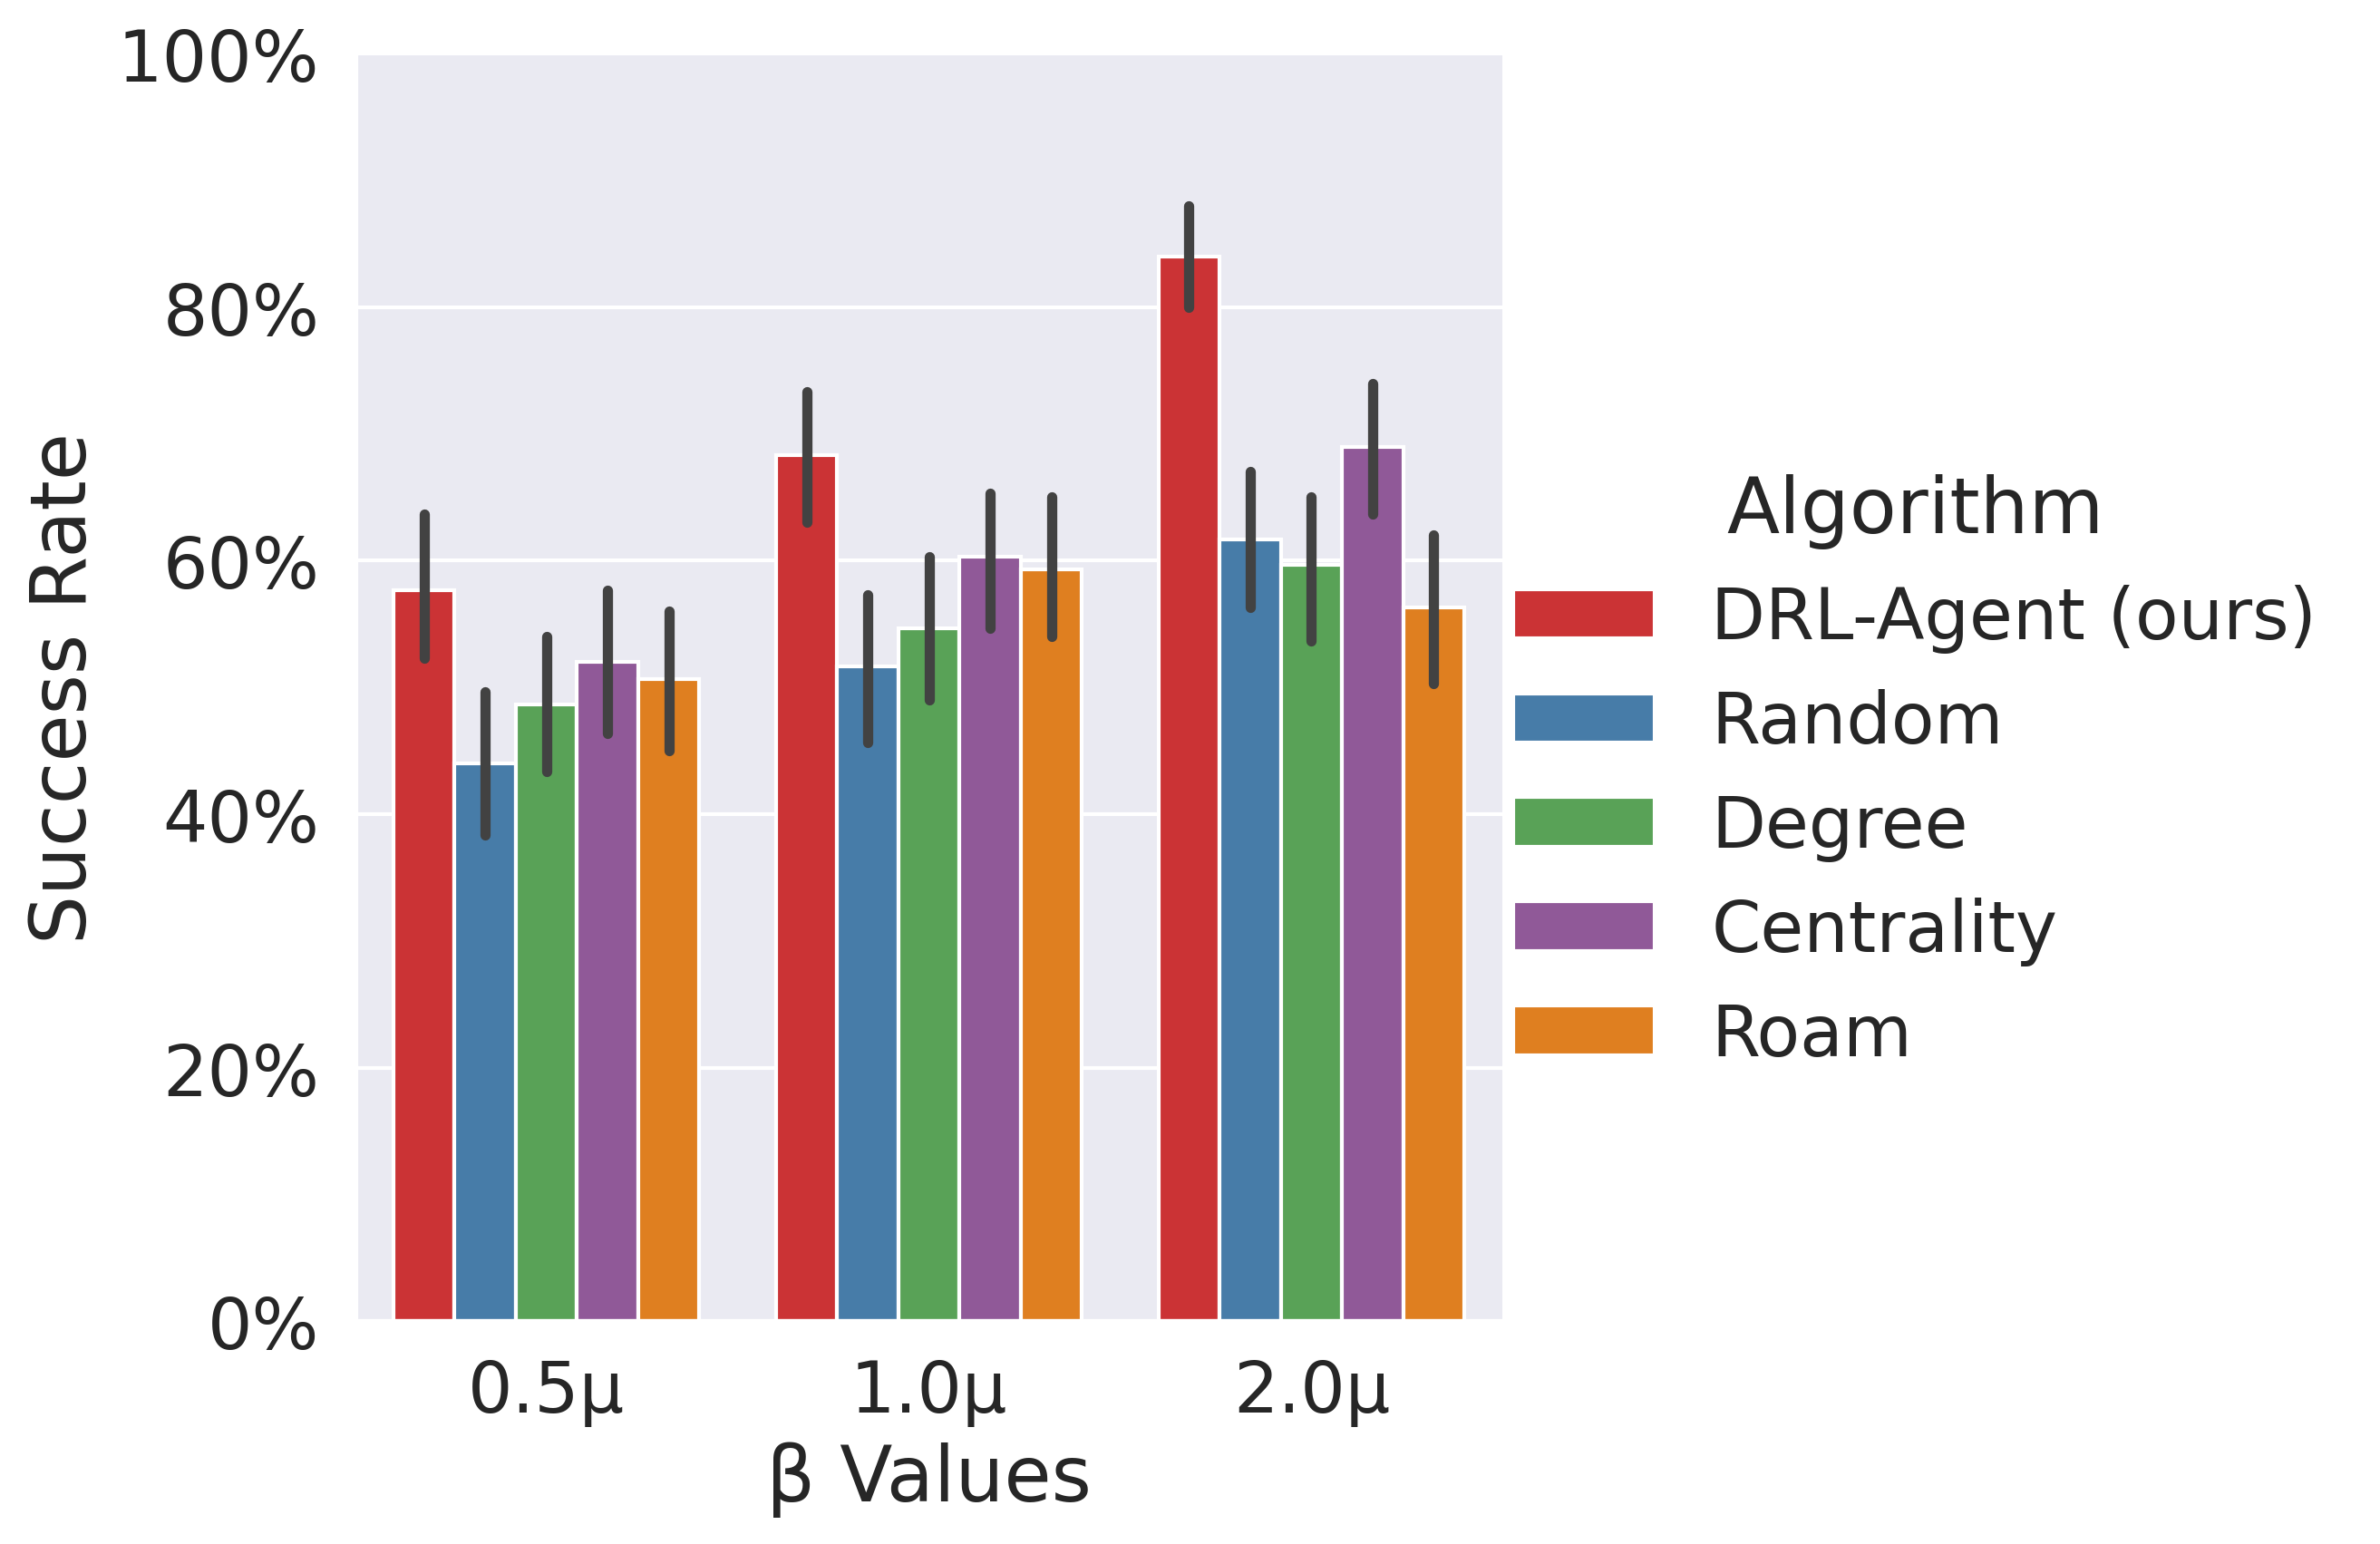 100%
80%
60%
40%
20%
0%
Success Rate
0.5µ 1.0µ 2.0µ
β Values
Algorithm
DRL-Agent (ours)
Random
Degree
Centrality
Roam